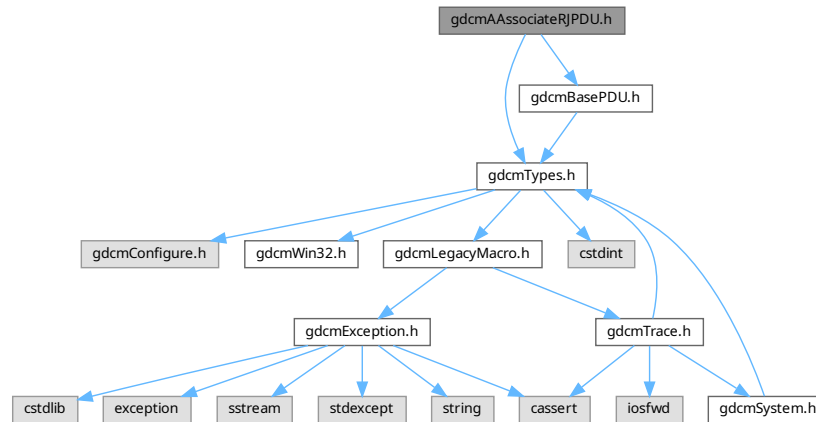 gdcmAAssociateRJPDU.h
gdcmBasePDU.h
gdcmTypes.h
gdcmConfigure.h
gdcmWin32.h
gdcmLegacyMacro.h
cstdint
gdcmException.h
gdcmTrace.h
cstdlib
exception
sstream
stdexcept
string
cassert
iosfwd
gdcmSystem.h